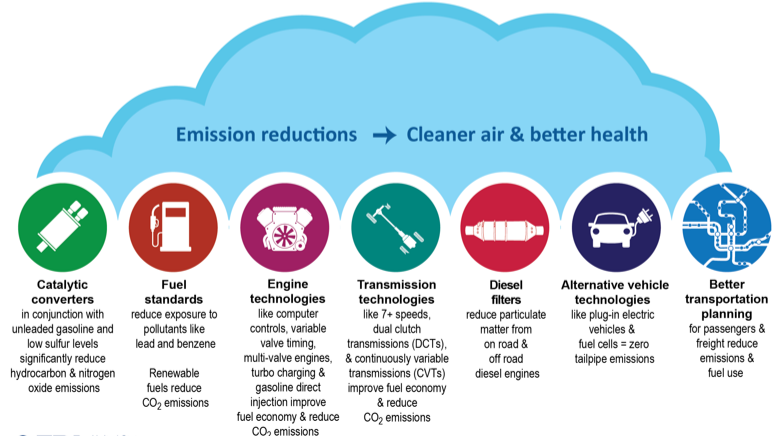 Emission reductions → Cleaner air & better health
Catalytic
converters
in conjunction with
unleaded gasoline and
low sulfur levels
significantly reduce
hydrocarbon & nitrogen
oxide emissions
Fuel
standards
reduce exposure to
pollutants like
lead and benzene
Renewable
fuels reduce
CO2 emissions
Engine
technologies
like computer
controls, variable
valve timing,
multi-valve engines,
turbo charging &
gasoline direct
injection improve
fuel economy & reduce
CO2 emissions
Transmission
technologies
like 7+ speeds,
dual clutch
transmissions (DCTs),
& continuously variable
transmissions (CVTs)
improve fuel economy
& reduce
CO2 emissions
Diesel
filters
reduce particulate
matter from
on road &
off road
diesel engines
Alternative vehicle
technologies
like plug-in electric
vehicles &
fuel cells = zero
tailpipe emissions
Better
transportation
planning
for passengers &
freight reduce
emissions &
fuel use